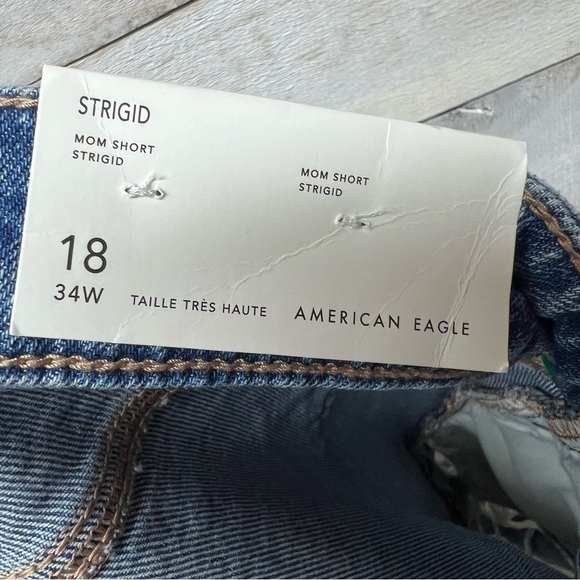 STRIGID
MOM SHORT
STRIGID
MOM SHORT
STRIGID
18
34W
TAILLE TRÈS HAUTE
AMERICAN EAGLE